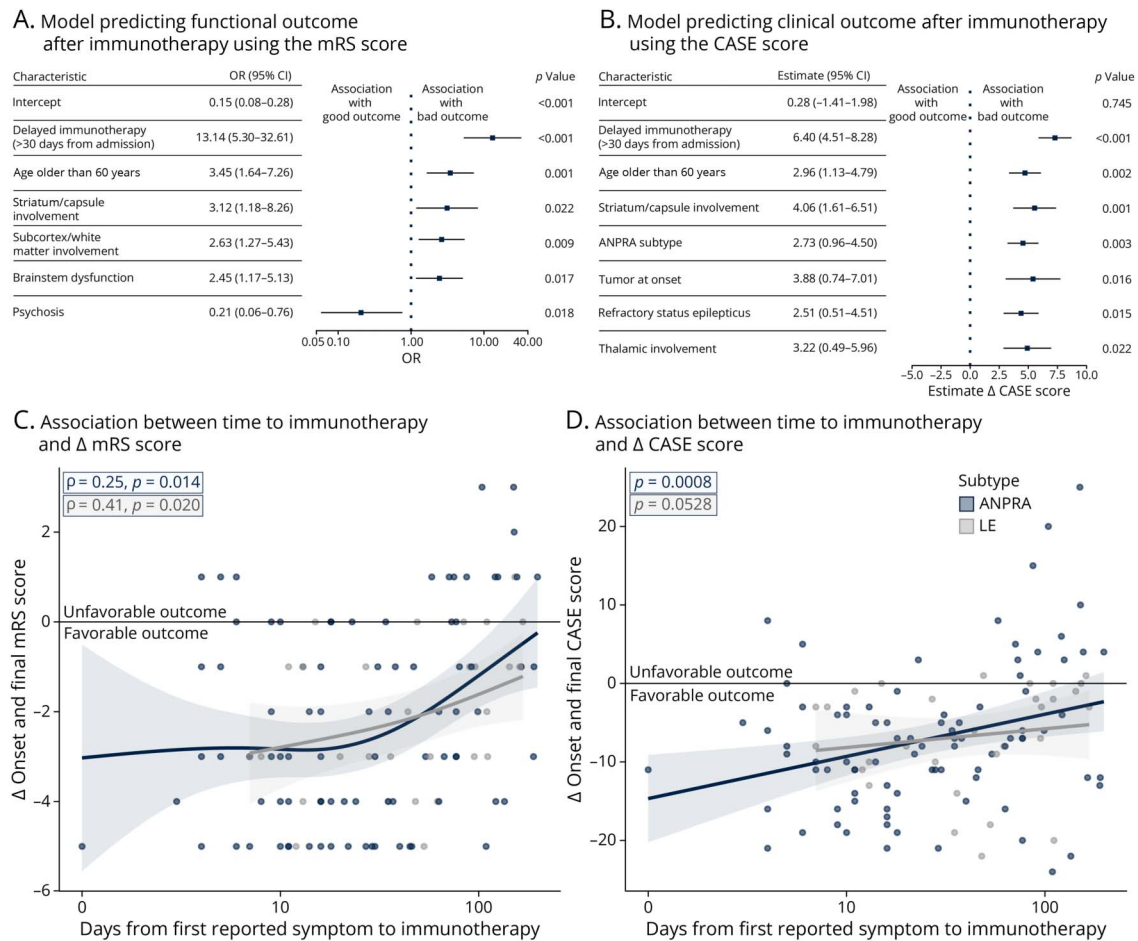 A. Model predicting functional outcome
after immunotherapy using the mRS score
Characteristic OR (95% CI) p Value
Association with good outcome
Association with bad outcome
Intercept 0.15 (0.08–0.28) <0.001
Delayed immunotherapy
(>30 days from admission) 13.14 (5.30–32.61) <0.001
Age older than 60 years 3.45 (1.64–7.26) 0.001
Striatum/capsule
involvement 3.12 (1.18–8.26) 0.022
Subcortex/white
matter involvement 2.63 (1.27–5.43) 0.009
Brainstem dysfunction 2.45 (1.17–5.13) 0.017
Psychosis 0.21 (0.06–0.76) 0.018
0.05 0.10 1.00 10.00 40.00
OR
B. Model predicting clinical outcome after immunotherapy
using the CASE score
Characteristic Estimate (95% CI) p Value
Association with good outcome
Association with bad outcome
Intercept 0.28 (–1.41–1.98) 0.745
Delayed immunotherapy
(>30 days from admission) 6.40 (4.51–8.28) <0.001
Age older than 60 years 2.96 (1.13–4.79) 0.002
Striatum/capsule involvement 4.06 (1.61–6.51) 0.001
ANPRA subtype 2.73 (0.96–4.50) 0.003
Tumor at onset 3.88 (0.74–7.01) 0.016
Refractory status epilepticus 2.51 (0.51–4.51) 0.015
Thalamic involvement 3.22 (0.49–5.96) 0.022
–5.0 –2.5 0.0 2.5 5.0 7.5 10.0
Estimate Δ CASE score
C. Association between time to immunotherapy
and Δ mRS score
ρ = 0.25, p = 0.014
ρ = 0.41, p = 0.020
Δ Onset and final mRS score
2
0
–2
–4
–6
Unfavorable outcome
Favorable outcome
0 10 100
Days from first reported symptom to immunotherapy
D. Association between time to immunotherapy
and Δ CASE score
p = 0.0008
p = 0.0528
Subtype
ANPRA
LE
Δ Onset and final CASE score
20
10
0
–10
–20
Unfavorable outcome
Favorable outcome
0 10 100
Days from first reported symptom to immunotherapy